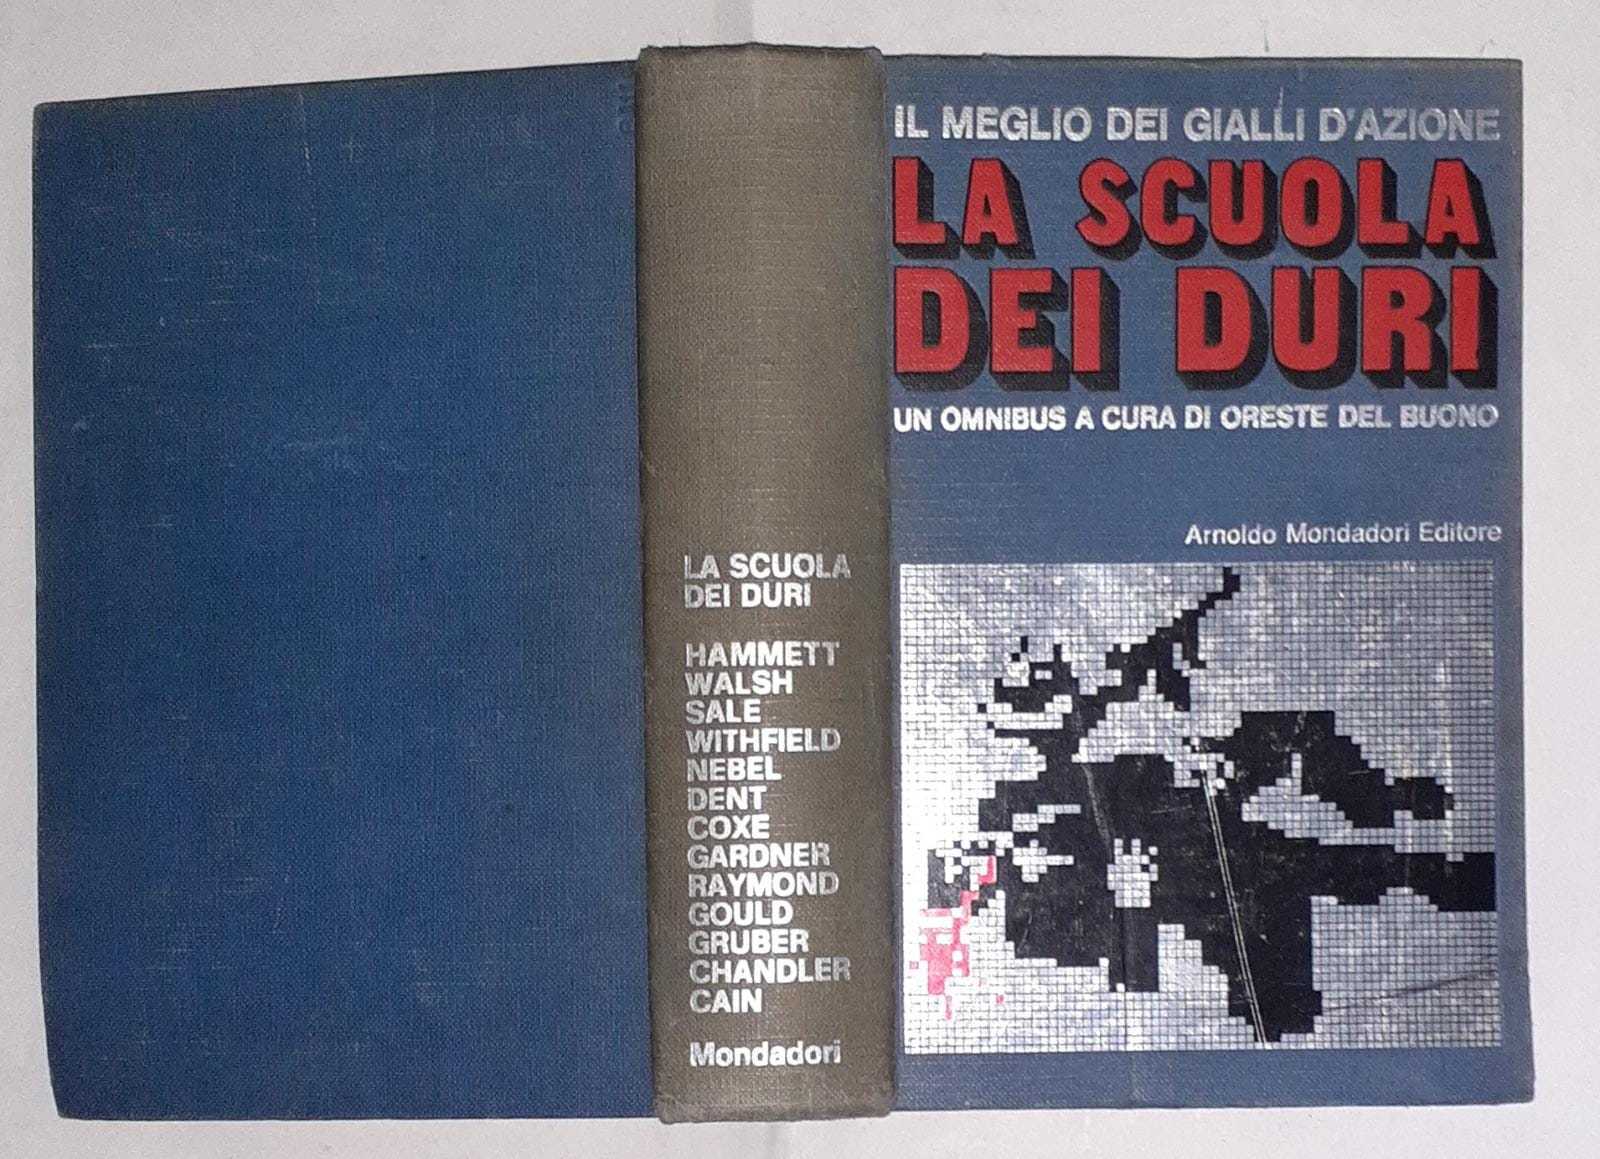 IL MEGLIO DEI GIALLI D'AZIONE
LA SCUOLA
DEI DURI
UN OMNIBUS A CURA DI ORESTE DEL BUONO
Arnoldo Mondadori Editore
LA SCUOLA
DEI DURI
HAMMETT
WALSH
SALE
WITHFIELD
NEBEL
DENT
COXE
GARDNER
RAYMOND
GOULD
GRUBER
CHANDLER
CAIN
Mondadori